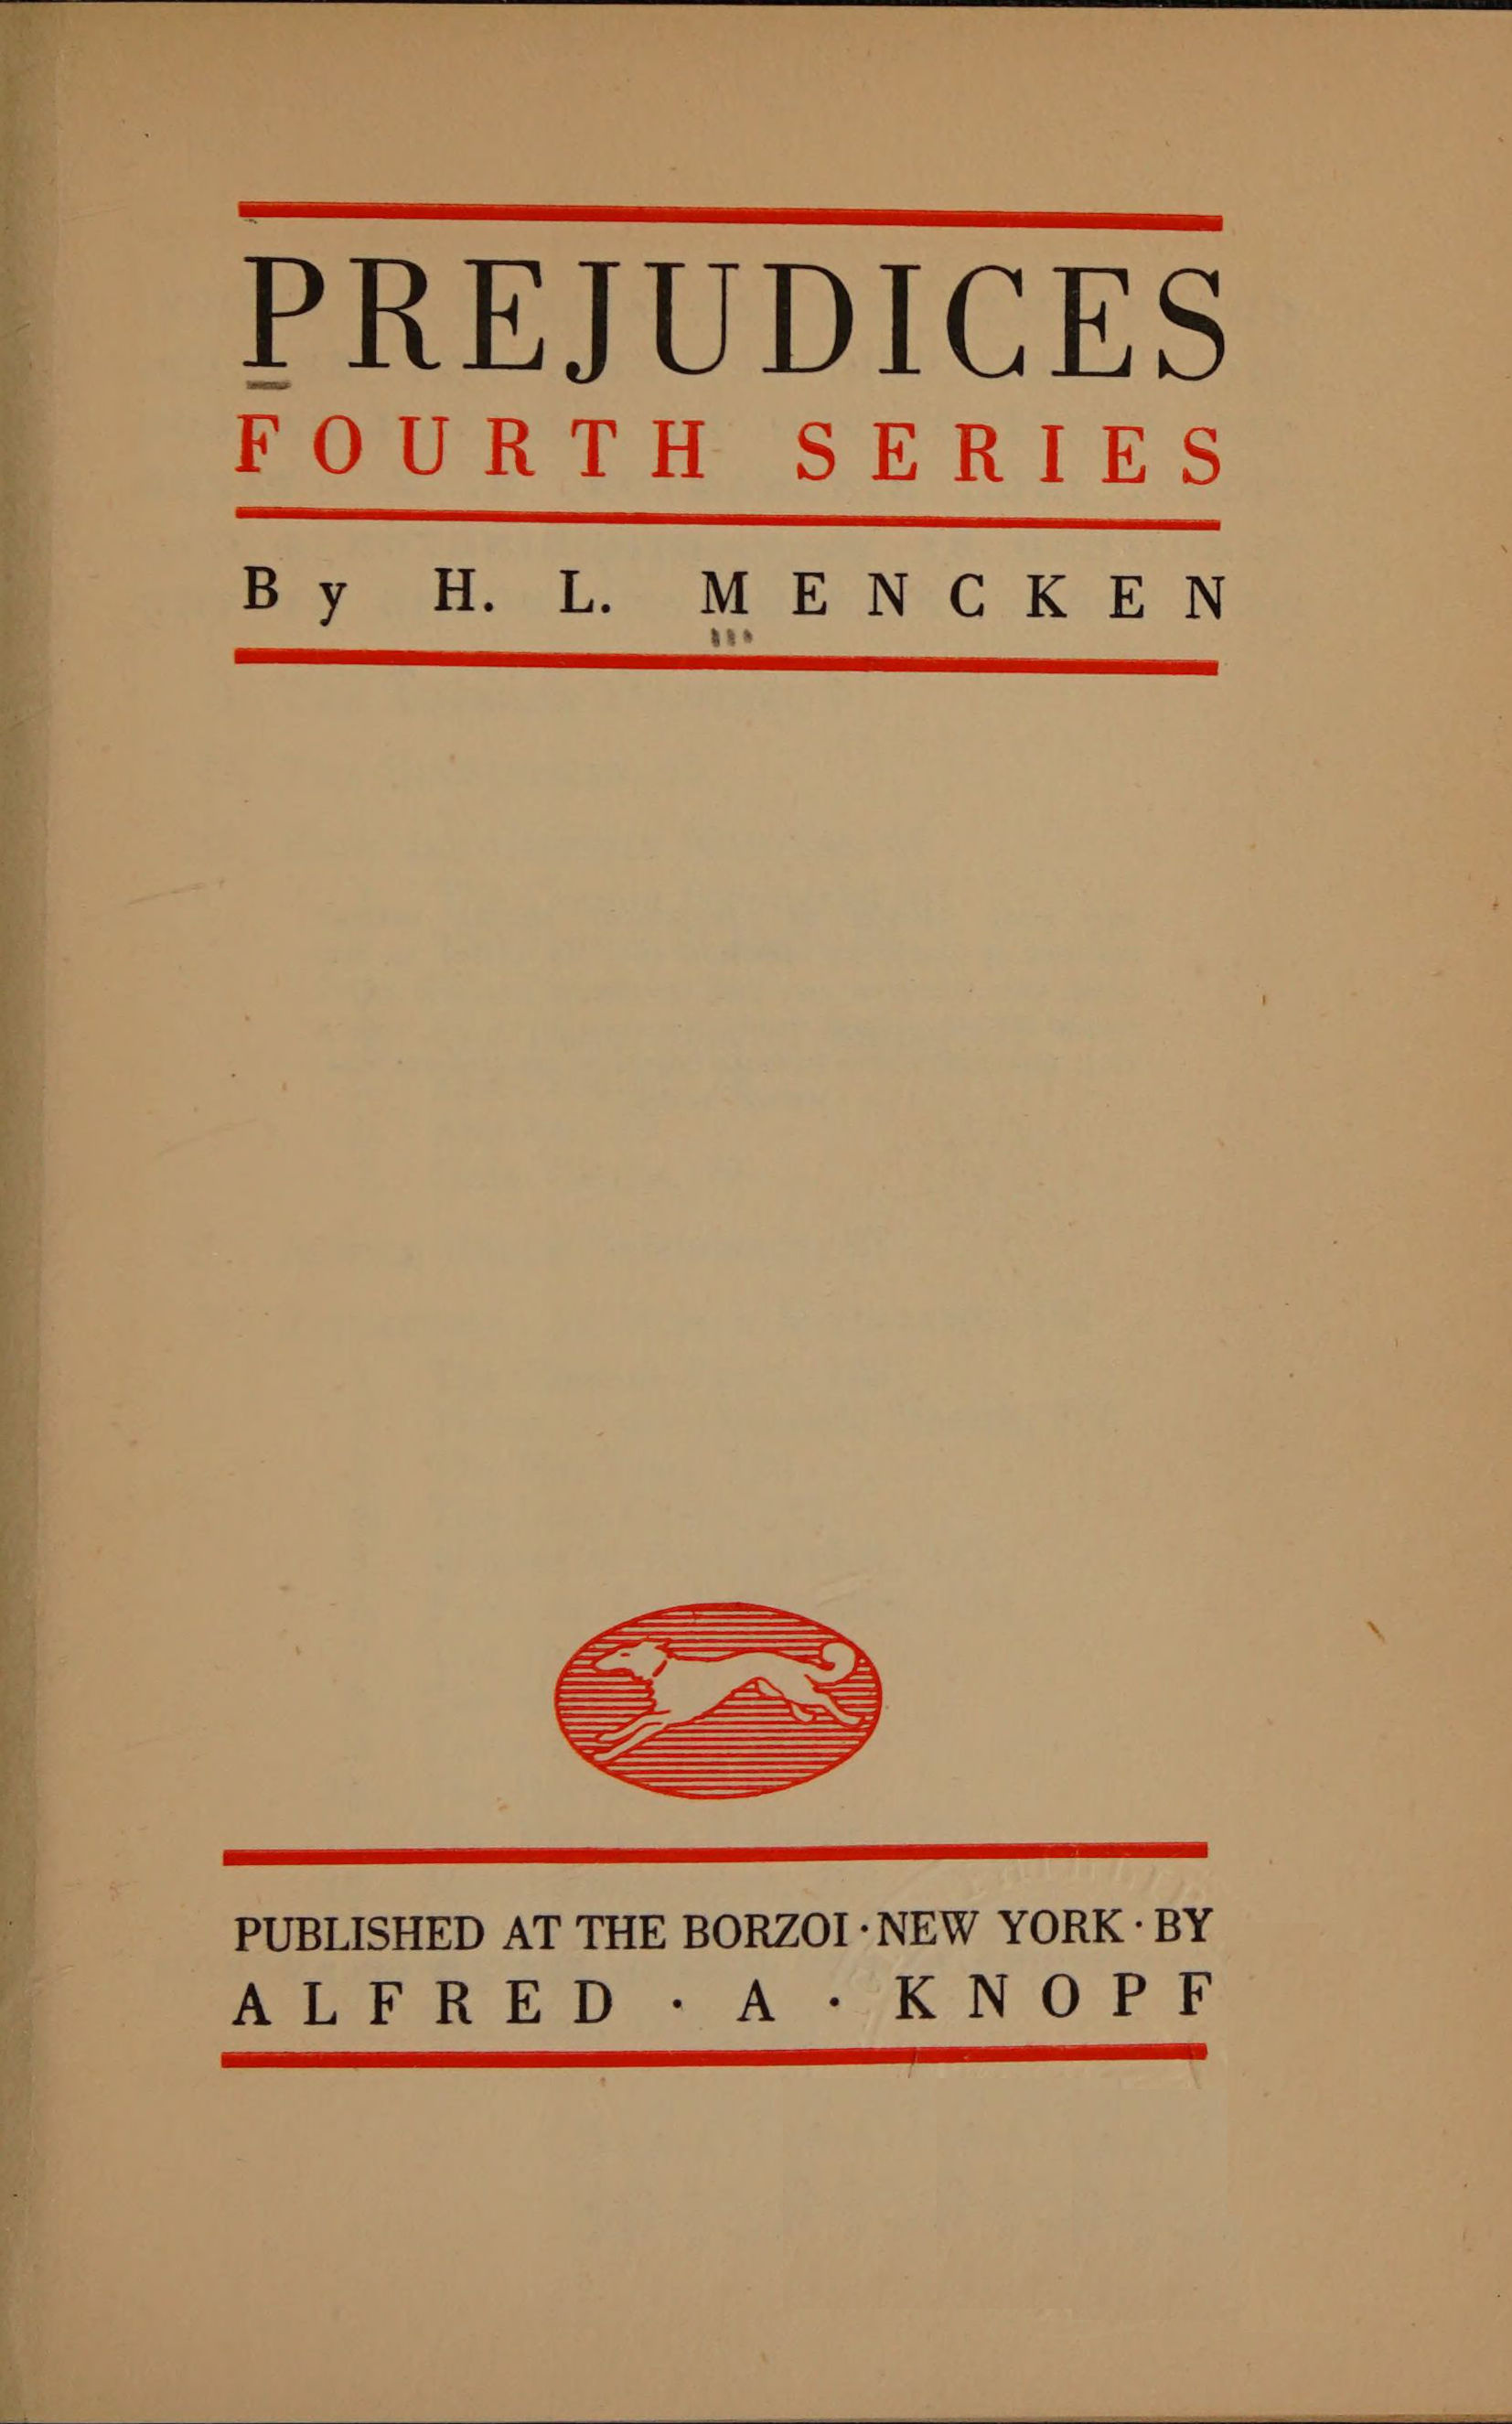 PREJUDICES
FOURTH SERIES
By H. L. MENCKEN
PUBLISHED AT THE BORZOI · NEW YORK · BY
ALFRED · A · KNOPF